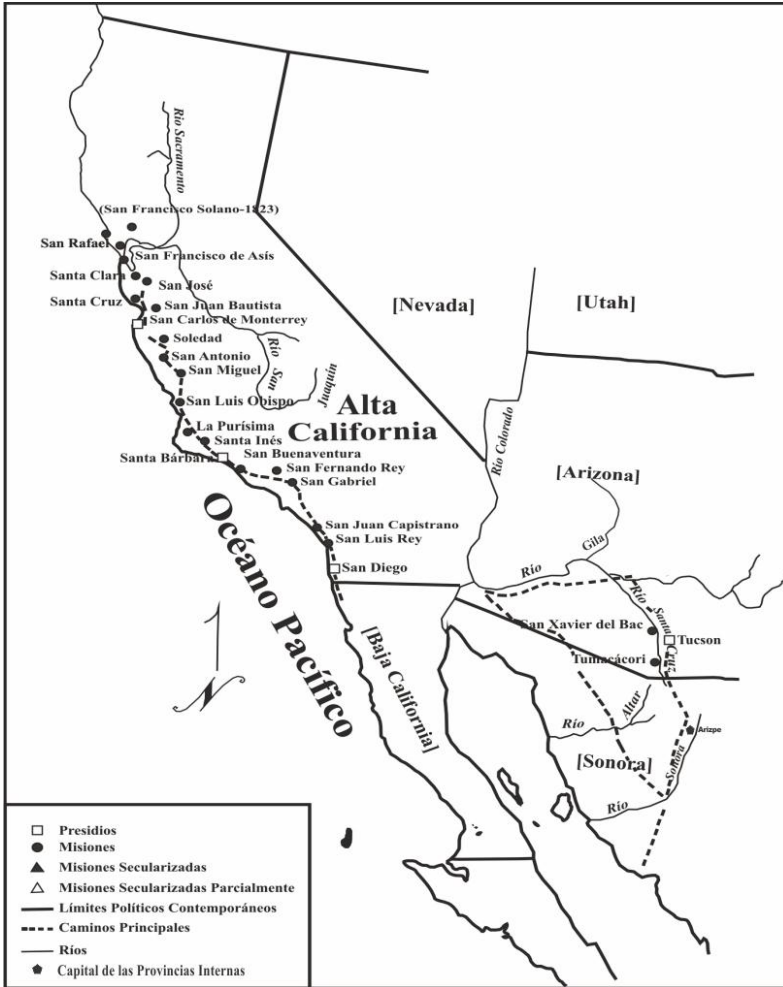 Río Sacramento
(San Francisco Solano-1823)
San Rafael
San Francisco de Asís
Santa Clara
San José
Santa Cruz
San Juan Bautista
San Carlos de Monterrey
Soledad
San Antonio
San Miguel
Río San
Juaquín
San Luis Obispo
La Purísima
Santa Inés
Santa Bárbara
San Buenaventura
San Fernando Rey
San Gabriel
San Juan Capistrano
San Luis Rey
San Diego
Alta
California
[Nevada]
[Utah]
Río Colorado
[Arizona]
Gila
Río
Río
Santa
Cruz
San Xavier del Bac
Tucson
Tumacácori
Océano Pacífico
N
[Baja California]
Río
Altar
[Sonora]
Arizpe
Río
Sonora
Presidios
Misiones
Misiones Secularizadas
Misiones Secularizadas Parcialmente
Límites Políticos Contemporáneos
Caminos Principales
Ríos
Capital de las Provincias Internas